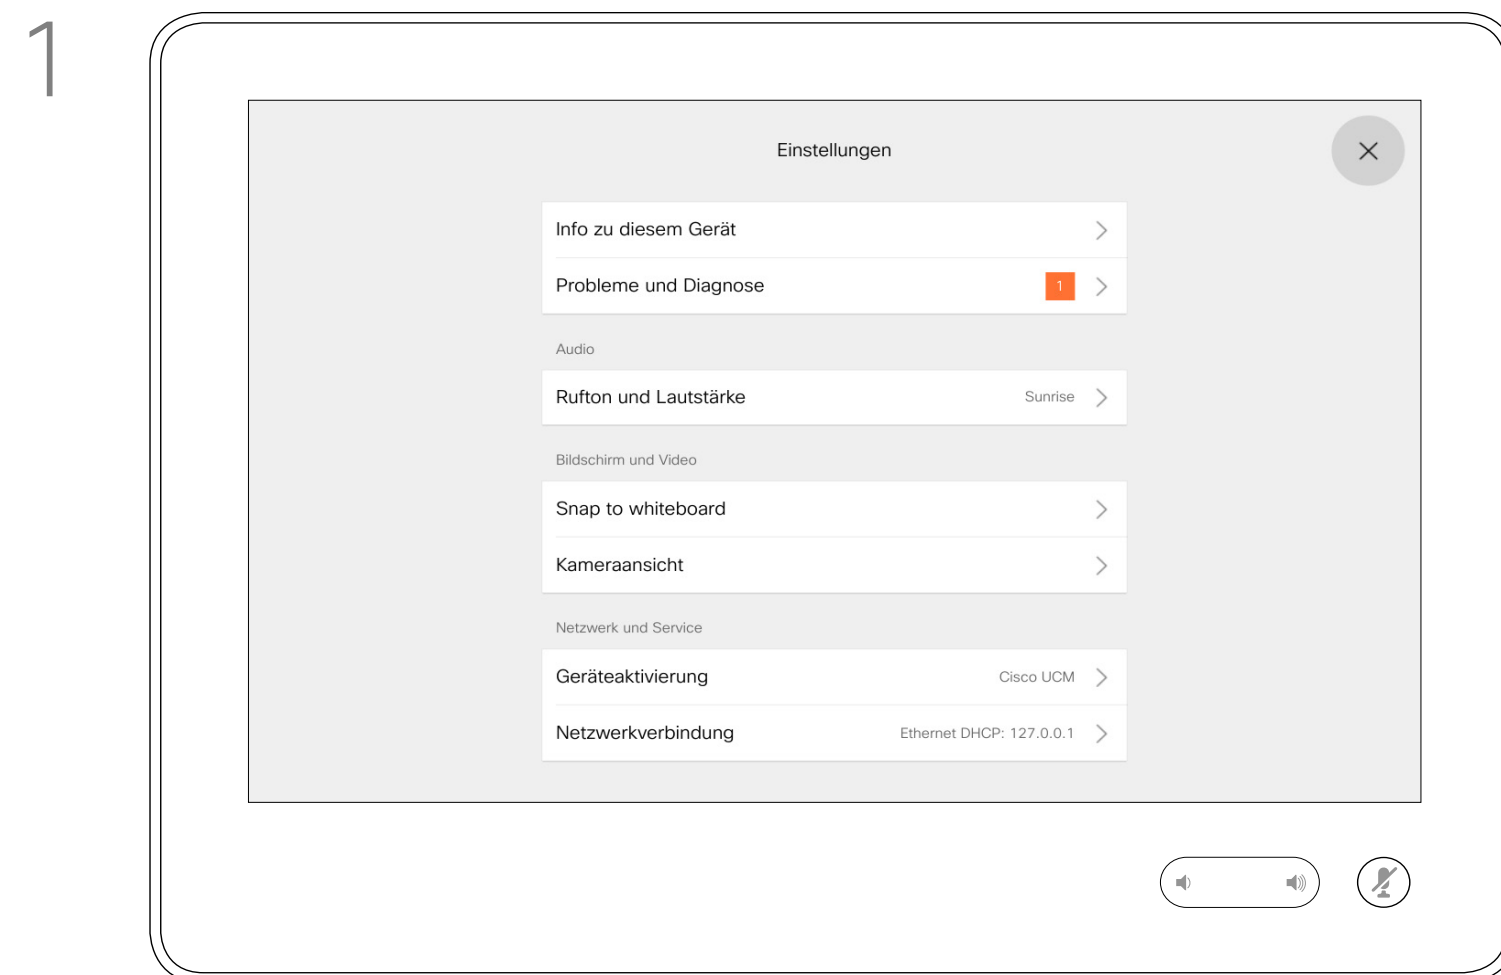 1
Einstellungen
Info zu diesem Gerät
Probleme und Diagnose 1
Audio
Rufton und Lautstärke Sunrise
Bildschirm und Video
Snap to whiteboard
Kameraansicht
Netzwerk und Service
Geräteaktivierung Cisco UCM
Netzwerkverbindung Ethernet DHCP: 127.0.0.1